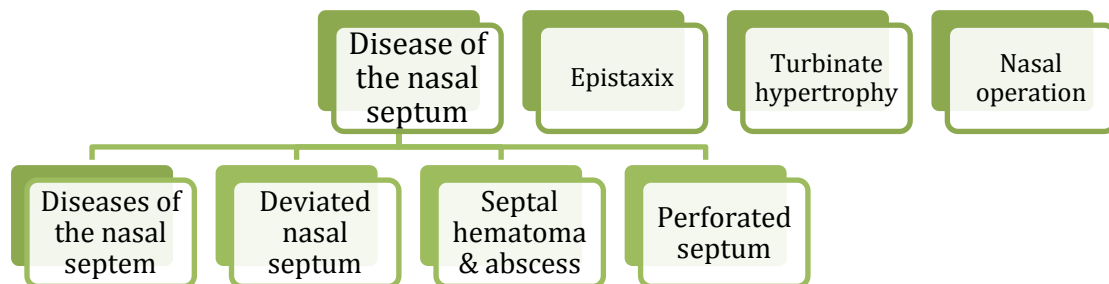 Disease of
the nasal
septum
Epistaxix
Turbinate
hypertrophy
Nasal
operation
Diseases of
the nasal
septem
Deviated
nasal
septum
Septal
hematoma
& abscess
Perforated
septum